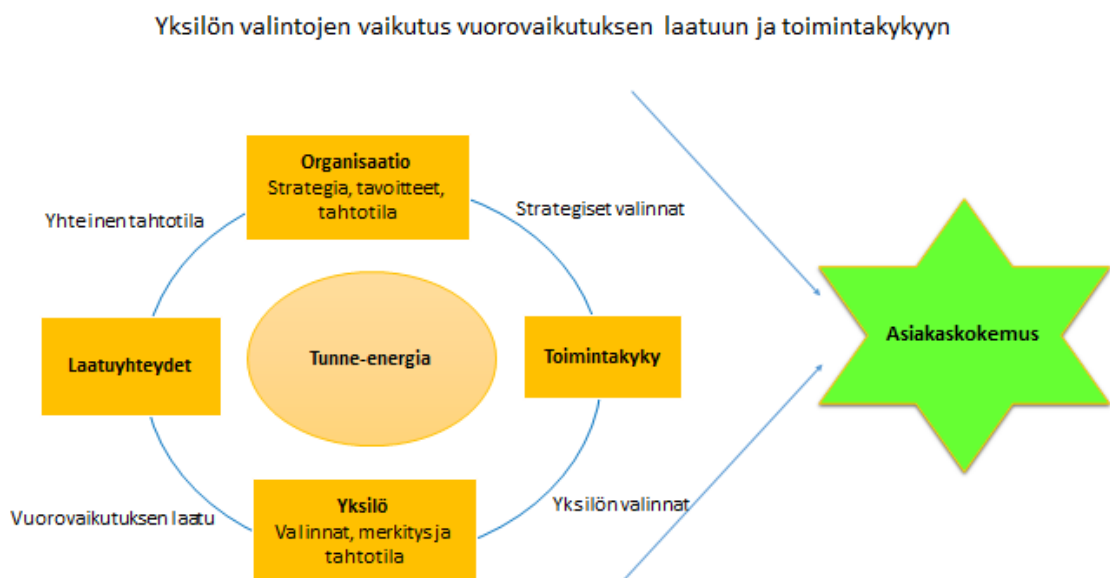 Yksilön valintojen vaikutus vuorovaikutuksen laatuun ja toimintakykyyn
Organisaatio
Strategia, tavoitteet,
tahtotila
Yhteinen tahtotila
Strategiset valinnat
Laatuyhteydet
Tunne-energia
Toimintakyky
Asiakaskokemus
Vuorovaikutuksen laatu
Yksilö
Valinnat, merkitys ja
tahtotila
Yksilön valinnat